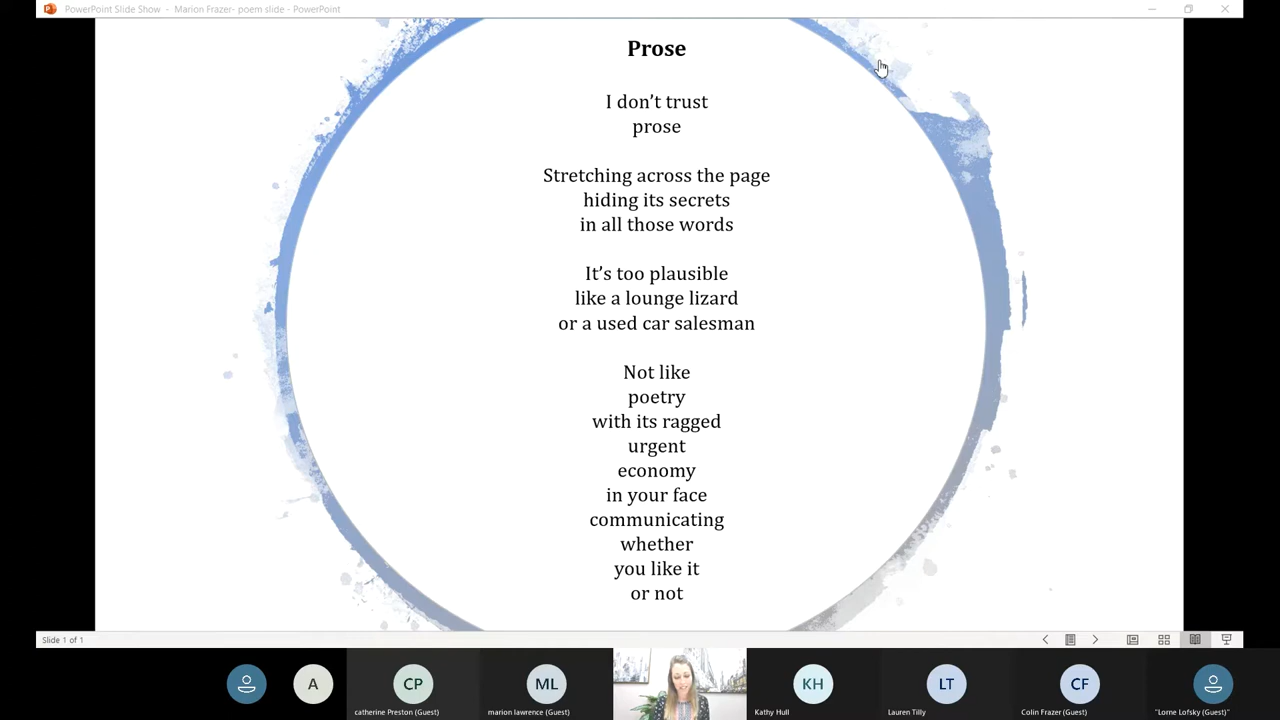 PowerPoint Slide Show - Marion Frazer- poem slide - PowerPoint
Prose
I don’t trust
prose
Stretching across the page
hiding its secrets
in all those words
It’s too plausible
like a lounge lizard
or a used car salesman
Not like
poetry
with its ragged
urgent
economy
in your face
communicating
whether
you like it
or not
Slide 1 of 1
A
CP
ML
KH
LT
CF
catherine Preston (Guest)
marion lawrence (Guest)
Kathy Hull
Lauren Tilly
Colin Frazer (Guest)
"Lorne Lofsky (Guest)"